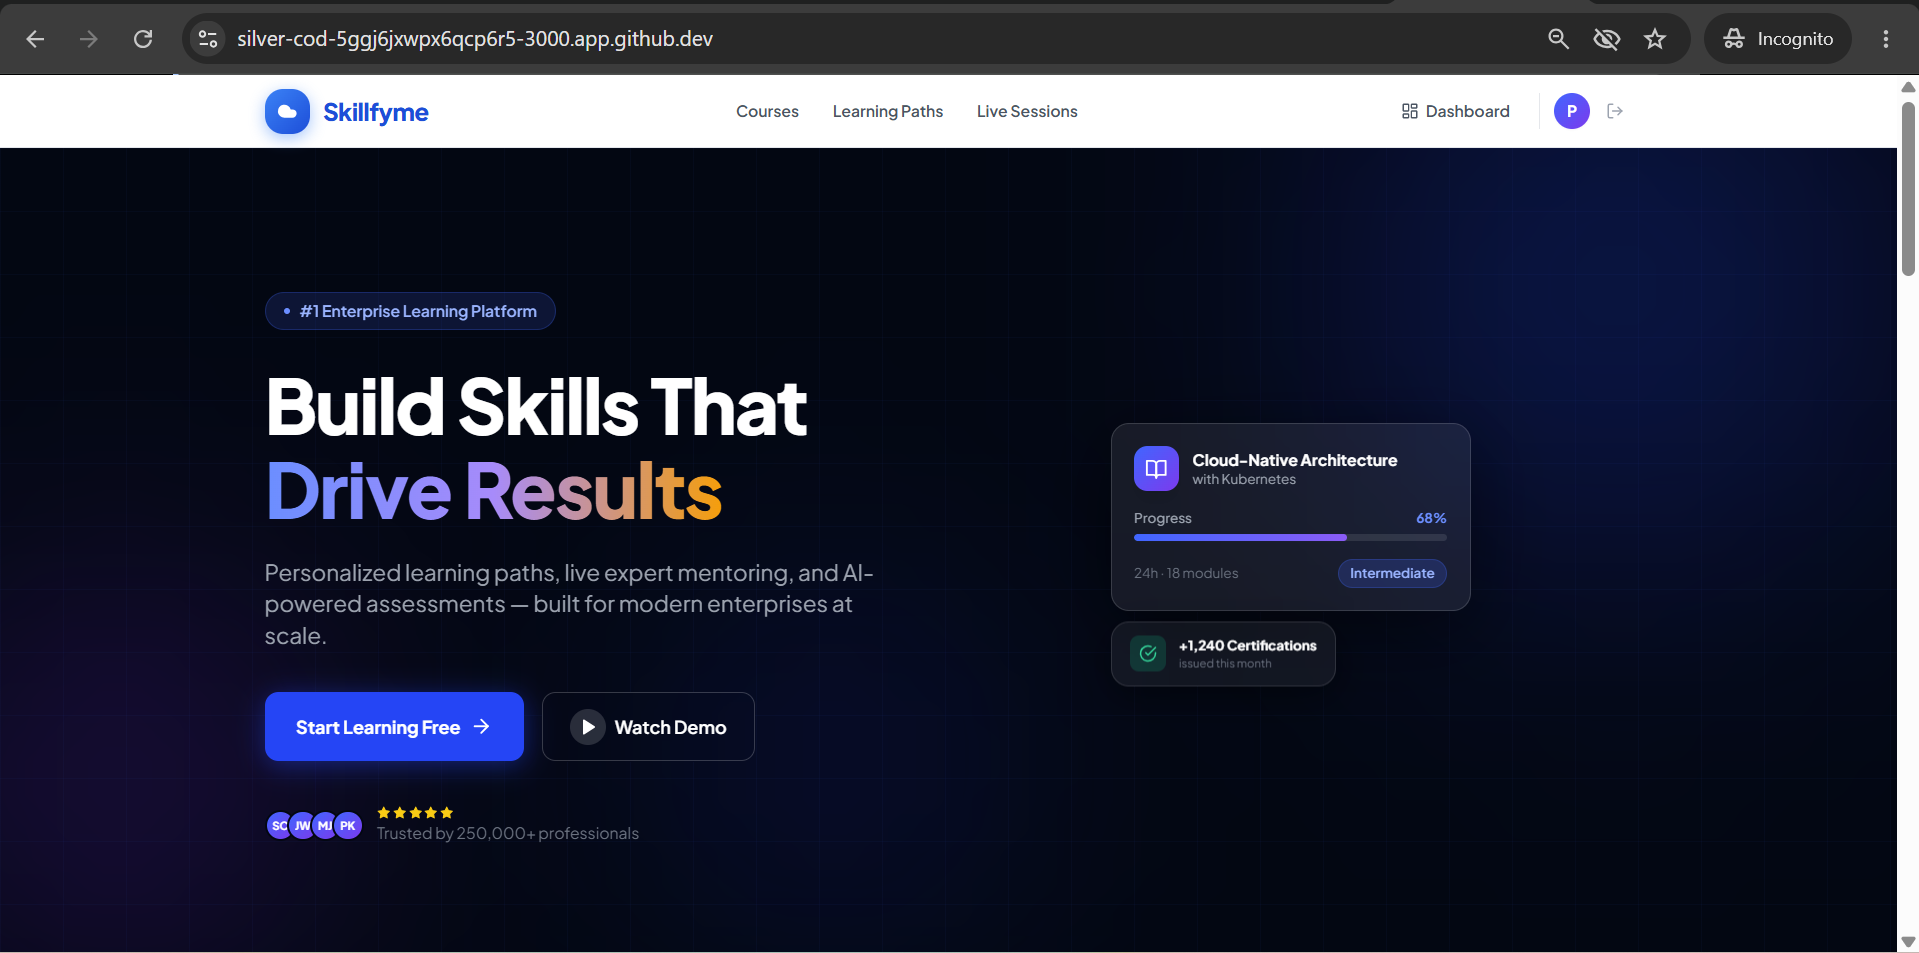 silver-cod-5ggj6jxwpx6qcp6r5-3000.app.github.dev
Incognito
Skillfyme
Courses
Learning Paths
Live Sessions
Dashboard
P
#1 Enterprise Learning Platform
Build Skills That
Drive Results
Personalized learning paths, live expert mentoring, and AI-
powered assessments — built for modern enterprises at
scale.
Start Learning Free
Watch Demo
SC JW MJ PK
Trusted by 250,000+ professionals
Cloud-Native Architecture
with Kubernetes
Progress
68%
24h · 18 modules
Intermediate
+1,240 Certifications
issued this month